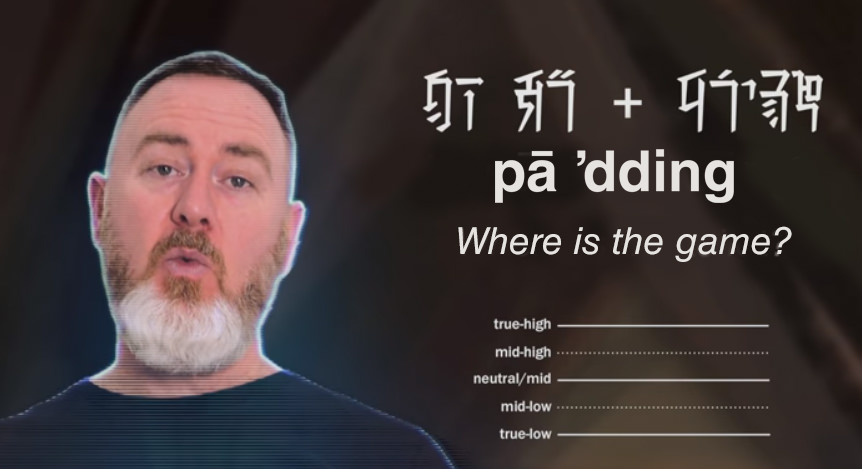 pā ’dding
Where is the game?
true-high
mid-high
neutral/mid
mid-low
true-low